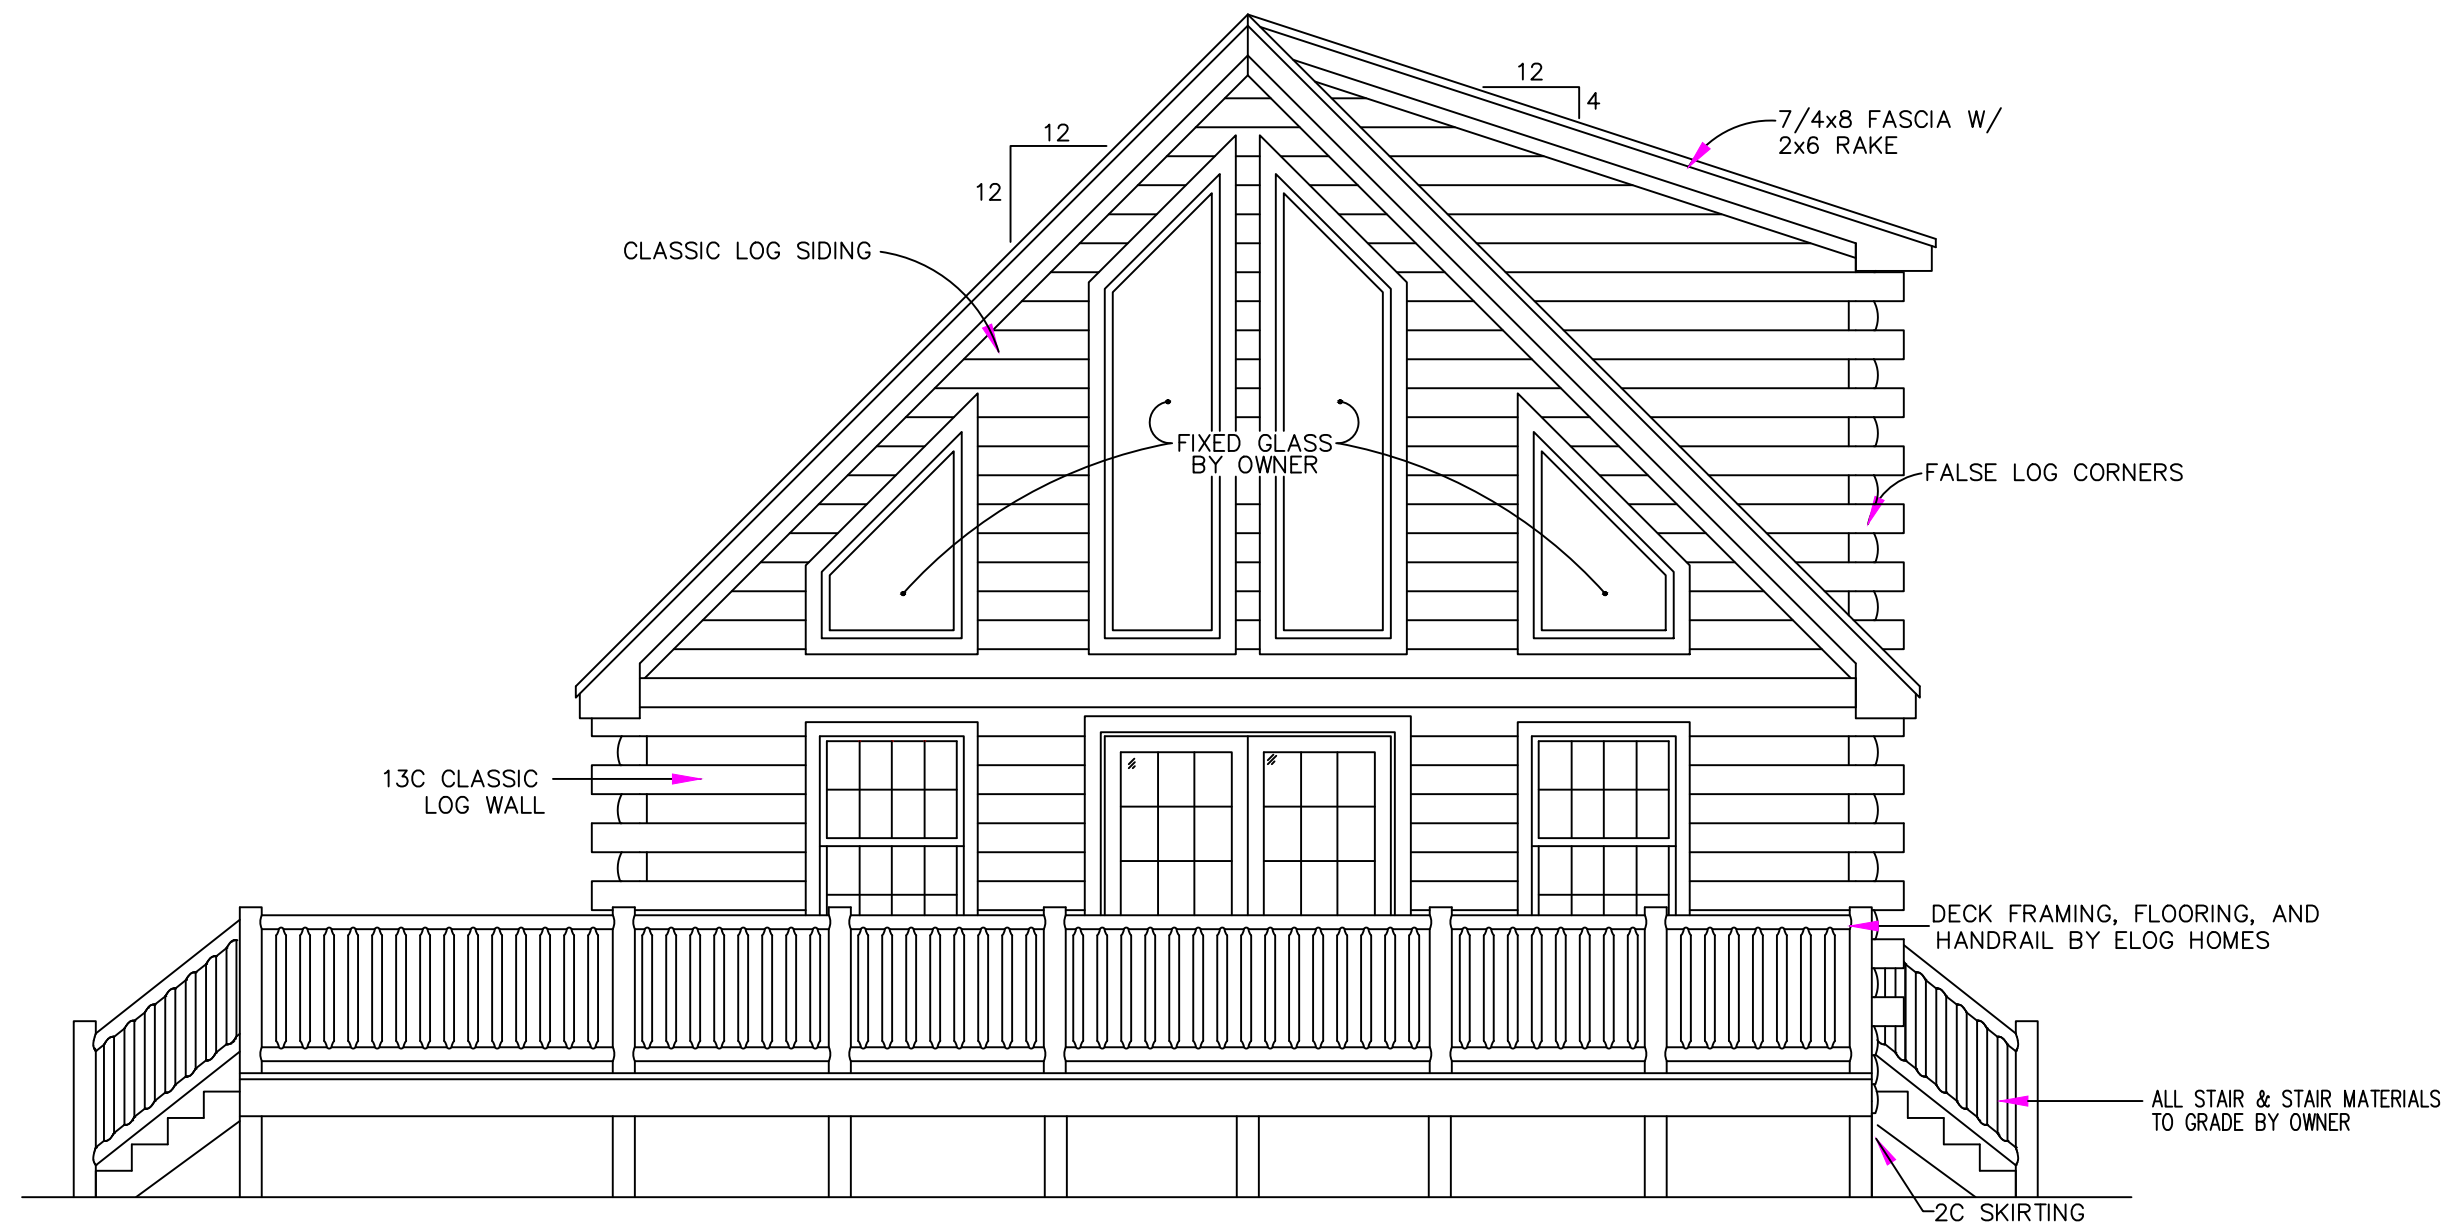 12
4
7/4x8 FASCIA W/
2x6 RAKE
12
12
CLASSIC LOG SIDING
FIXED GLASS
BY OWNER
FALSE LOG CORNERS
13C CLASSIC
LOG WALL
DECK FRAMING, FLOORING, AND
HANDRAIL BY ELOG HOMES
ALL STAIR & STAIR MATERIALS
TO GRADE BY OWNER
2C SKIRTING